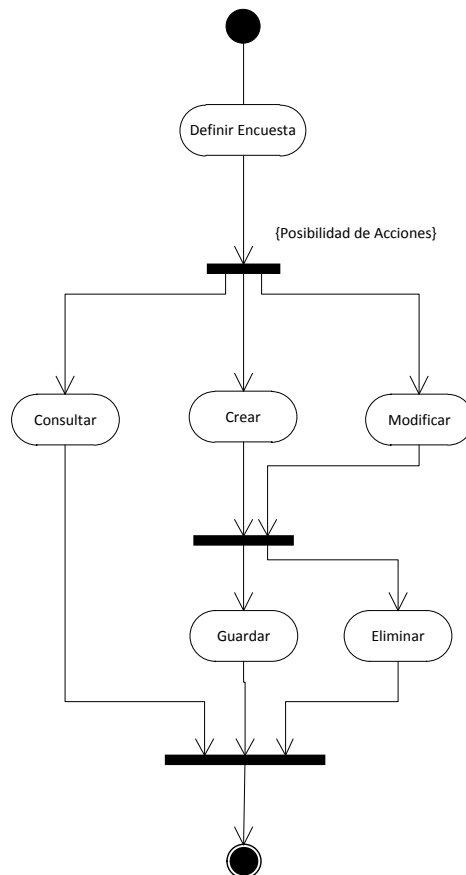 Definir Encuesta
{Posibilidad de Acciones}
Consultar
Crear
Modificar
Guardar
Eliminar